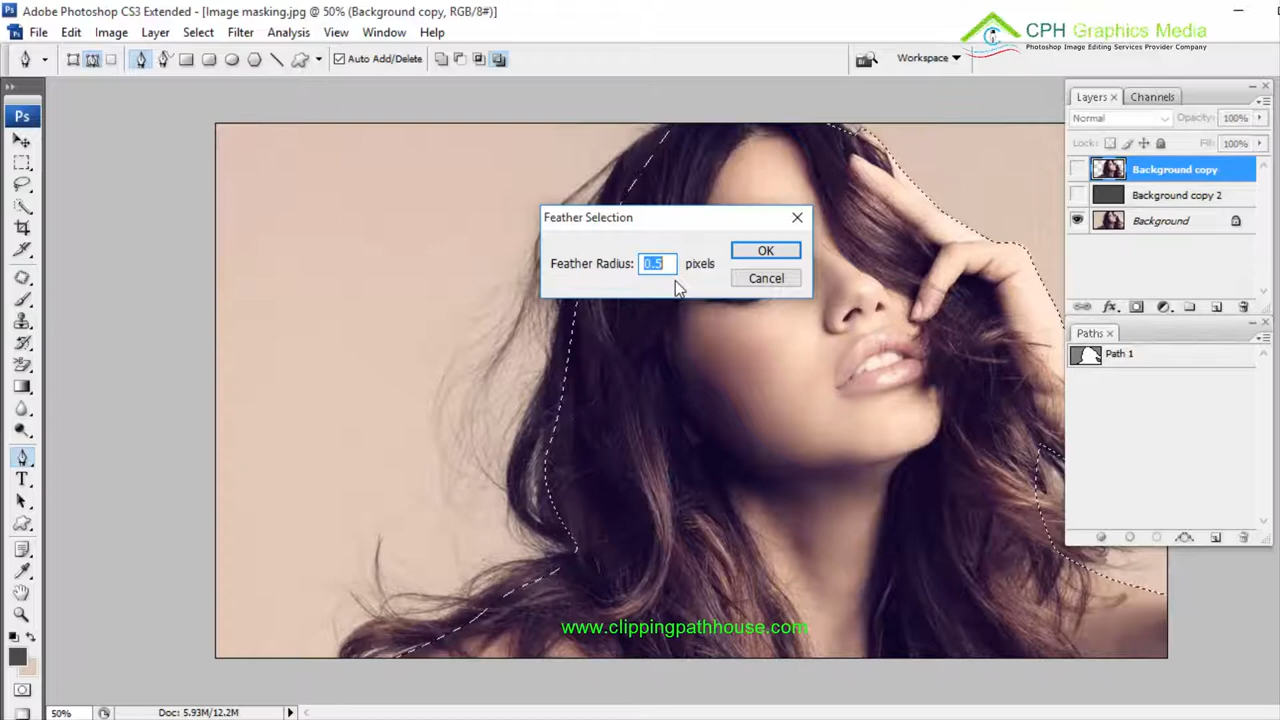 Adobe Photoshop CS3 Extended - [Image masking.jpg @ 50% (Background copy, RGB/8#)]
File Edit Image Layer Select Filter Analysis View Window Help
CPH Graphics Media
Photoshop Image Editing Services Provider Company
Auto Add/Delete
Workspace
Ps
Layers Channels
Normal Opacity: 100%
Lock: Fill: 100%
Background copy
Background copy 2
Background
Feather Selection
Feather Radius: 0.5 pixels
OK
Cancel
Paths
Path 1
T
www.clippingpathhouse.com
50% Doc: 5.93M/12.2M